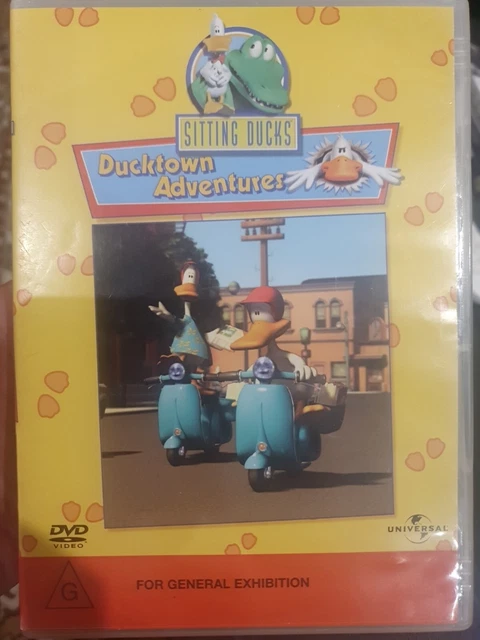 SITTING DUCKS
Ducktown
Adventures
DVD
VIDEO
UNIVERSAL
G
FOR GENERAL EXHIBITION